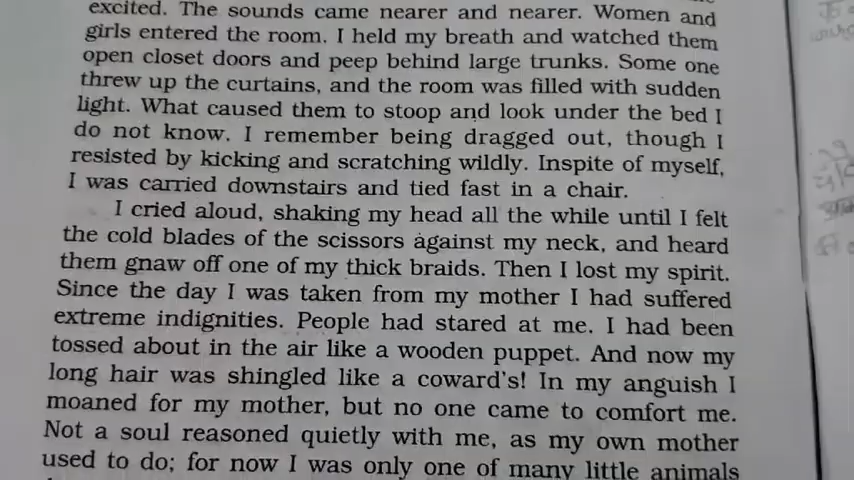 excited. The sounds came nearer and nearer. Women and
girls entered the room. I held my breath and watched them
open closet doors and peep behind large trunks. Some one
threw up the curtains, and the room was filled with sudden
light. What caused them to stoop and look under the bed I
do not know. I remember being dragged out, though I
resisted by kicking and scratching wildly. Inspite of myself,
I was carried downstairs and tied fast in a chair.
I cried aloud, shaking my head all the while until I felt
the cold blades of the scissors against my neck, and heard
them gnaw off one of my thick braids. Then I lost my spirit.
Since the day I was taken from my mother I had suffered
extreme indignities. People had stared at me. I had been
tossed about in the air like a wooden puppet. And now my
long hair was shingled like a coward's! In my anguish I
moaned for my mother, but no one came to comfort me.
Not a soul reasoned quietly with me, as my own mother
used to do; for now I was only one of many little animals